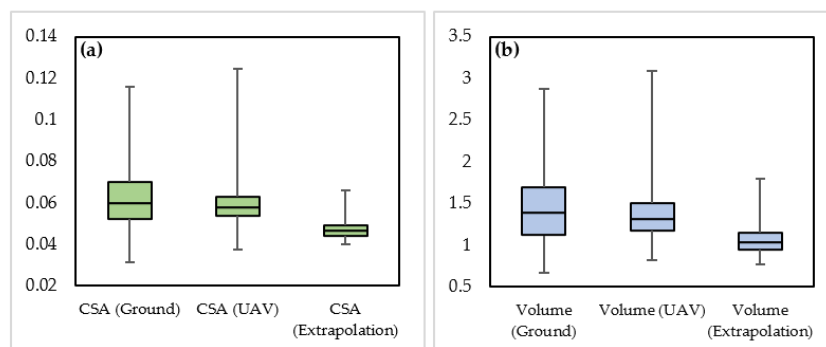 (a)
0.14
0.12
0.1
0.08
0.06
0.04
0.02
CSA (Ground) CSA (UAV) CSA
(Extrapolation)
(b)
3.5
3
2.5
2
1.5
1
0.5
Volume Volume (UAV) Volume
(Ground) (Extrapolation)